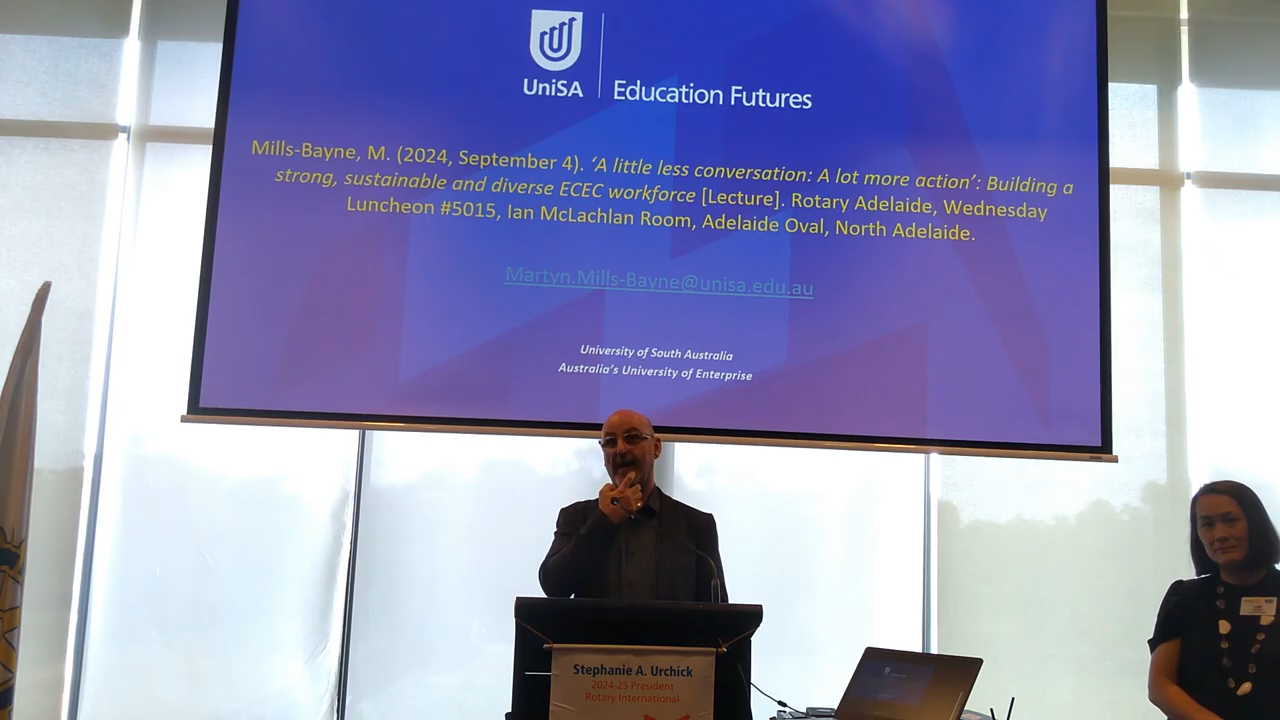 UniSA
Education Futures
Mills-Bayne, M. (2024, September 4). ‘A little less conversation: A lot more action’: Building a
strong, sustainable and diverse ECEC workforce [Lecture]. Rotary Adelaide, Wednesday
Luncheon #5015, Ian McLachlan Room, Adelaide Oval, North Adelaide.
Martyn.Mills-Bayne@unisa.edu.au
University of South Australia
Australia's University of Enterprise
Stephanie A. Urchick
2024-25 President
Rotary International